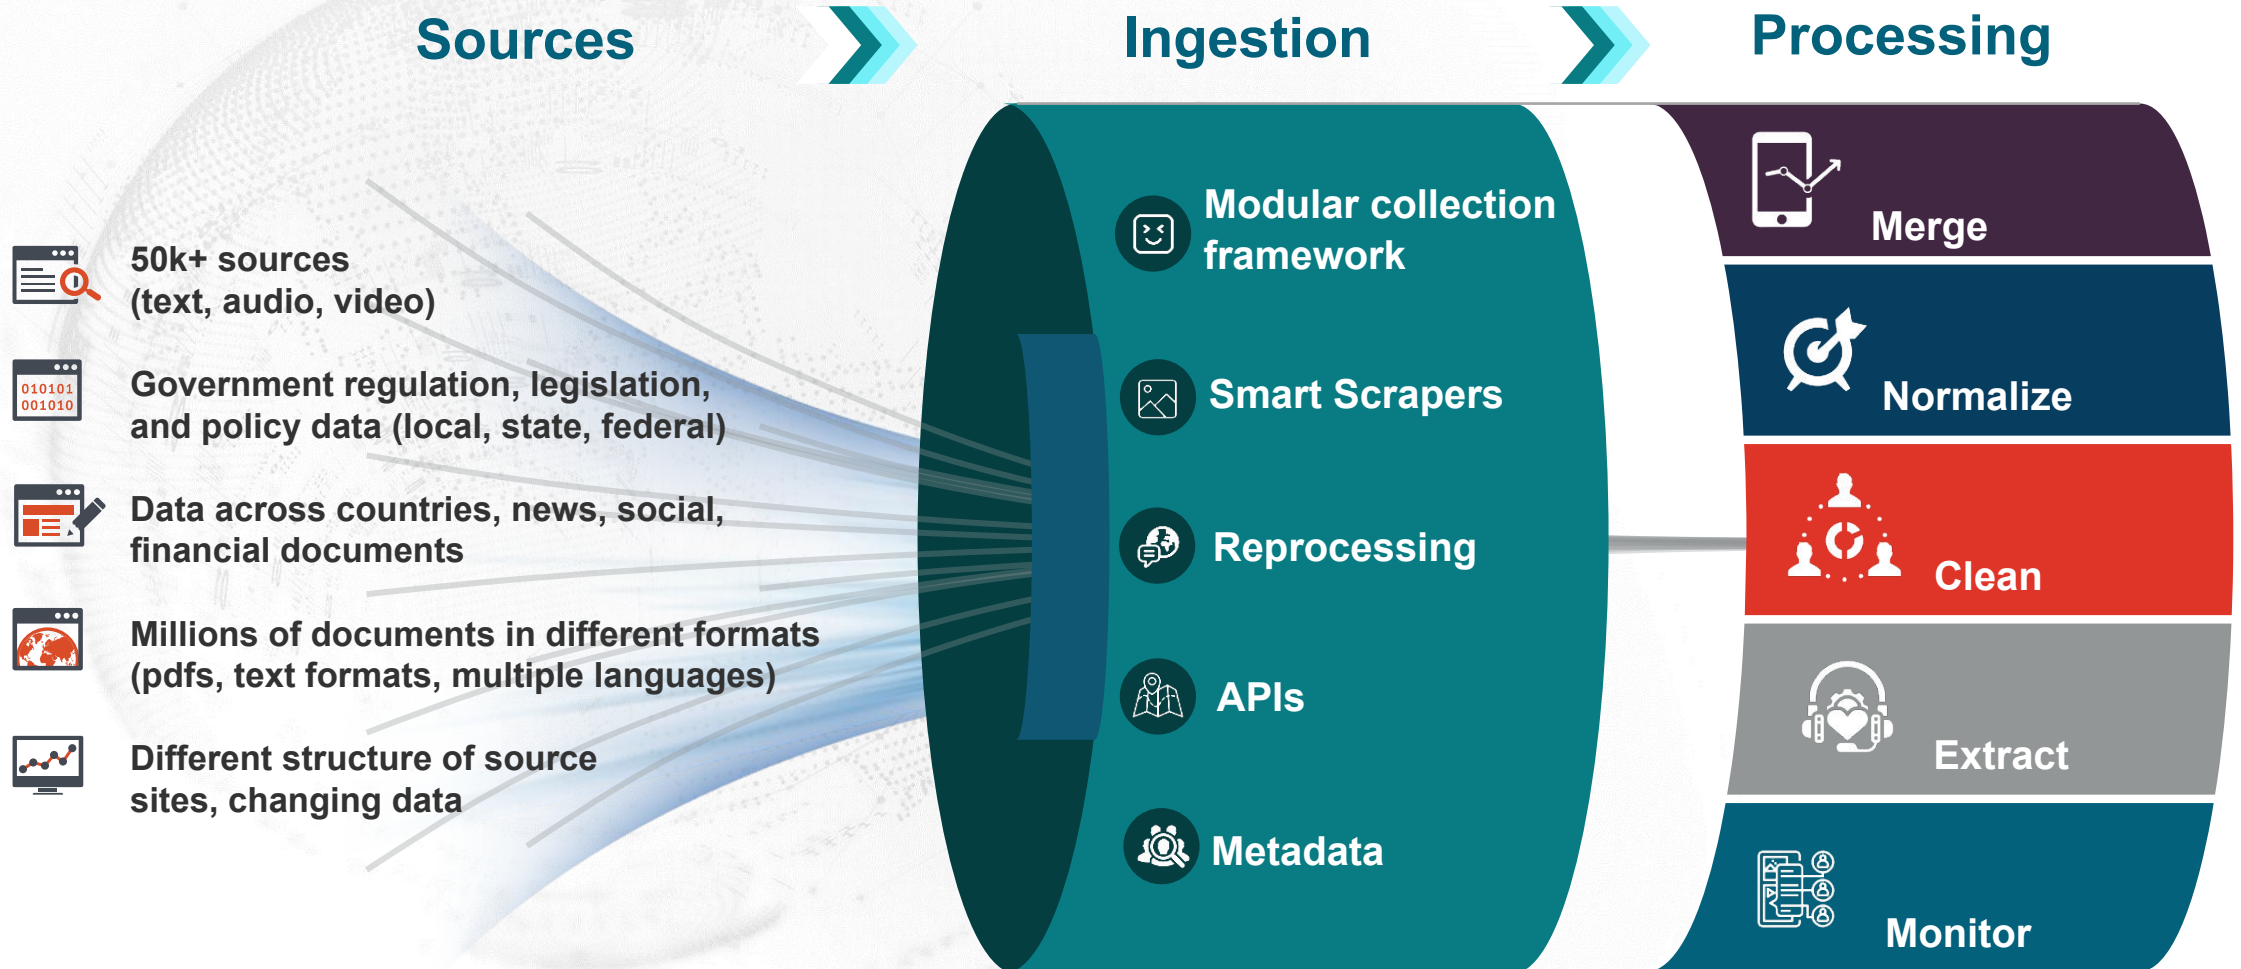 Sources
Ingestion
Processing
50k+ sources
(text, audio, video)
010101
001010
Government regulation, legislation,
and policy data (local, state, federal)
Data across countries, news, social,
financial documents
Millions of documents in different formats
(pdfs, text formats, multiple languages)
Different structure of source
sites, changing data
Modular collection
framework
Smart Scrapers
Reprocessing
APIs
Metadata
Merge
Normalize
Clean
Extract
Monitor